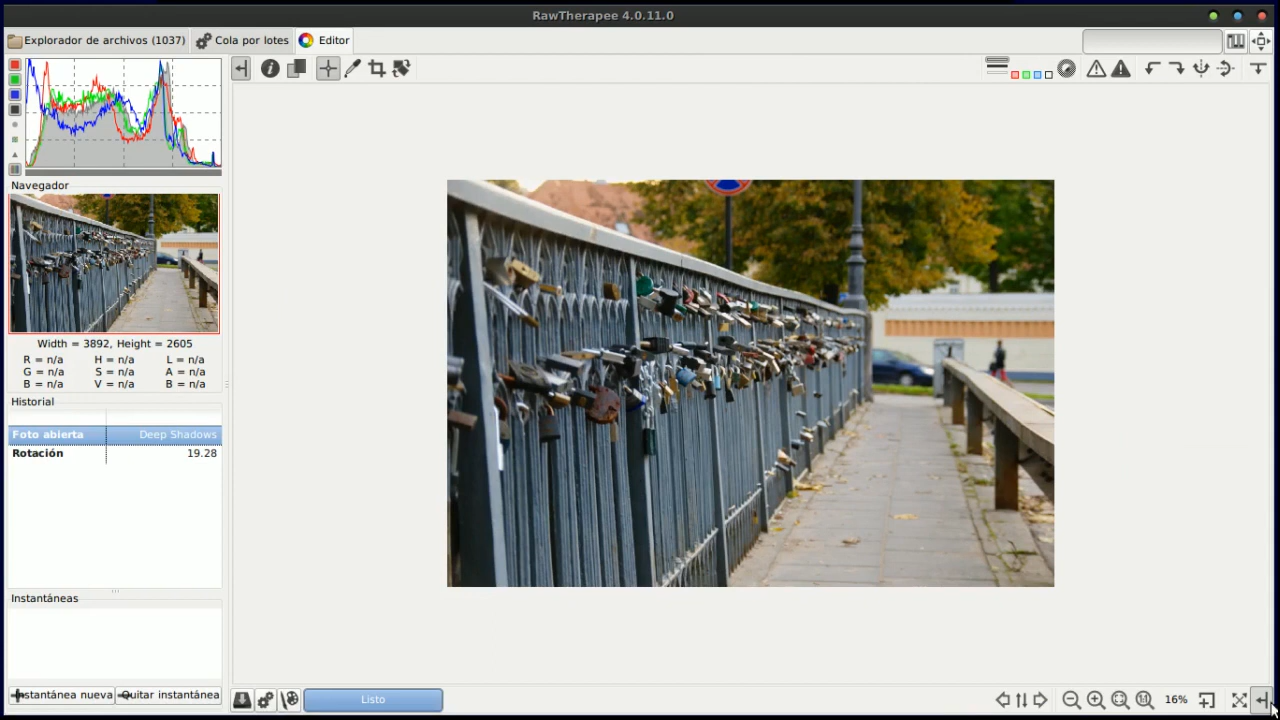 RawTherapee 4.0.11.0
Explorador de archivos (1037) Cola por lotes Editor
Navegador
Width = 3892, Height = 2605
R = n/a H = n/a L = n/a
G = n/a S = n/a A = n/a
B = n/a V = n/a B = n/a
Historial
Foto abierta Deep Shadows
Rotación 19.28
Instantáneas
nstantánea nueva Quitar instantánea
Listo
16%